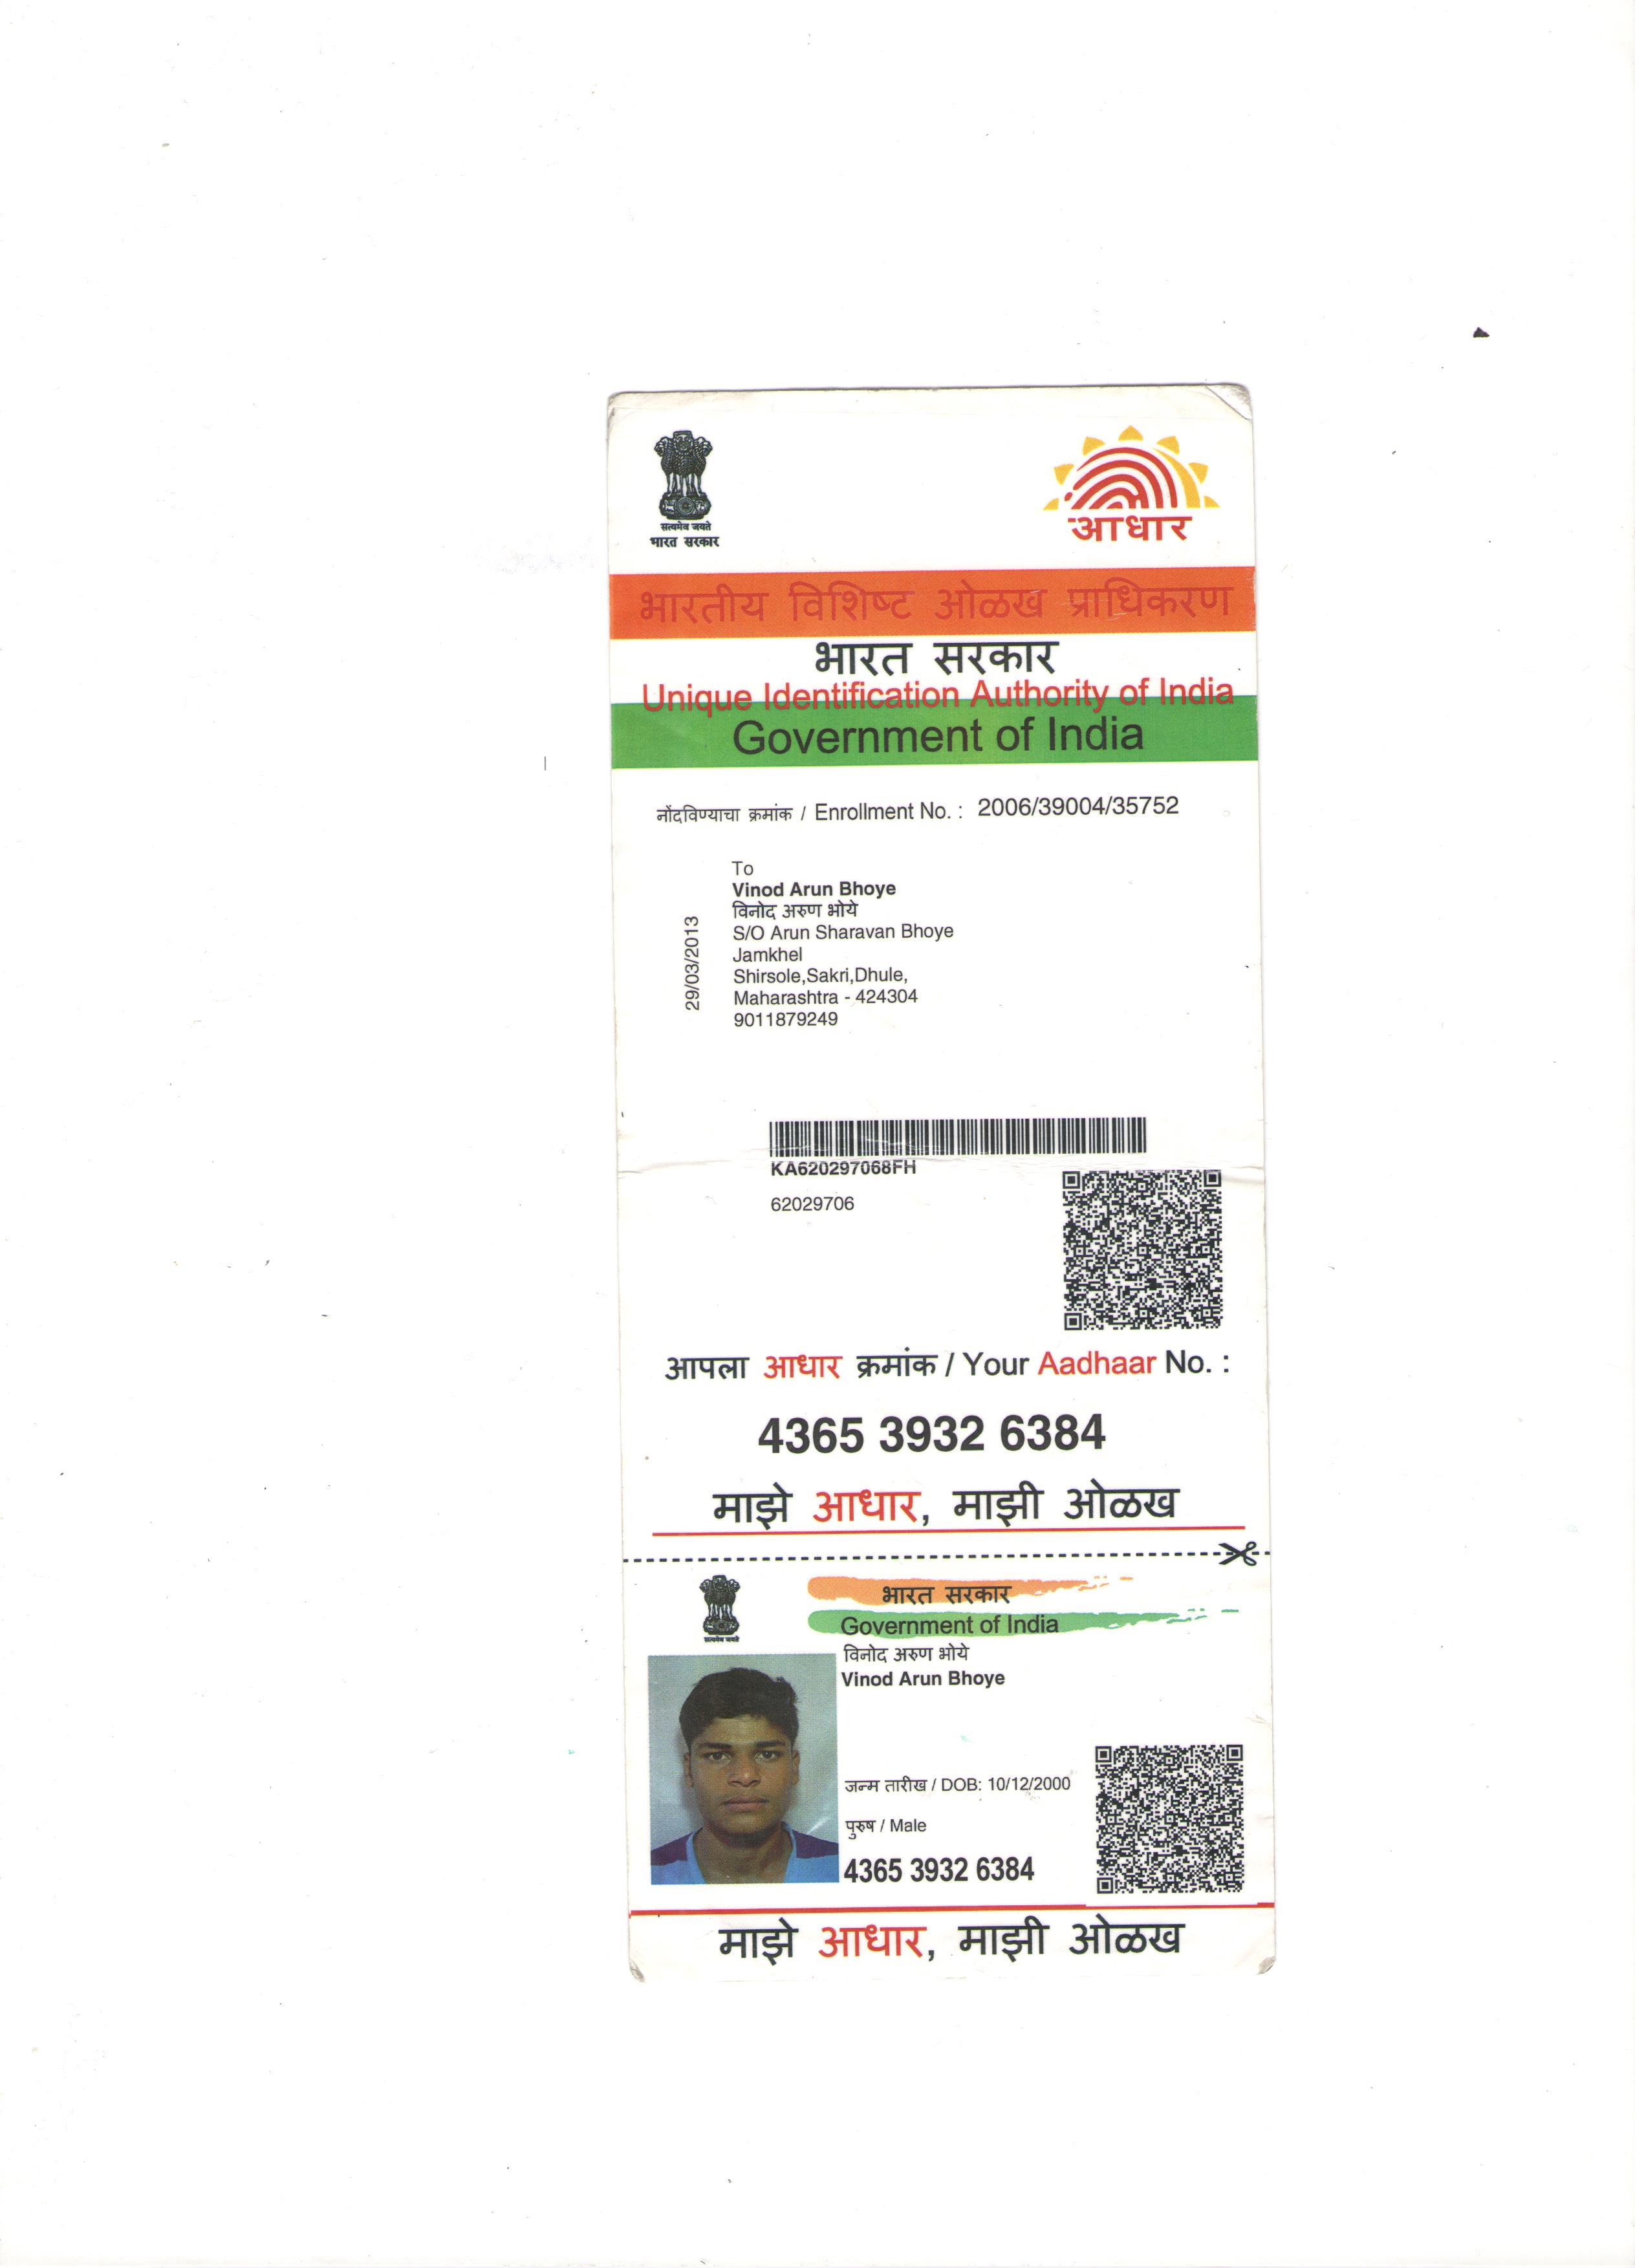 सत्यमेव जयते
भारत सरकार
आधार
भारतीय विशिष्ट ओळख प्राधिकरण
भारत सरकार
Unique Identification Authority of India
Government of India
नोंदविण्याचा क्रमांक / Enrollment No. : 2006/39004/35752
To
Vinod Arun Bhoye
विनोद अरुण भोये
S/O Arun Sharavan Bhoye
Jamkhel
Shirsole,Sakri,Dhule,
Maharashtra - 424304
9011879249
29/03/2013
KA620297068FH
62029706
आपला आधार क्रमांक / Your Aadhaar No. :
4365 3932 6384
माझे आधार, माझी ओळख
सत्यमेव जयते
भारत सरकार
Government of India
विनोद अरुण भोये
Vinod Arun Bhoye
जन्म तारीख / DOB: 10/12/2000
पुरुष / Male
4365 3932 6384
माझे आधार, माझी ओळख